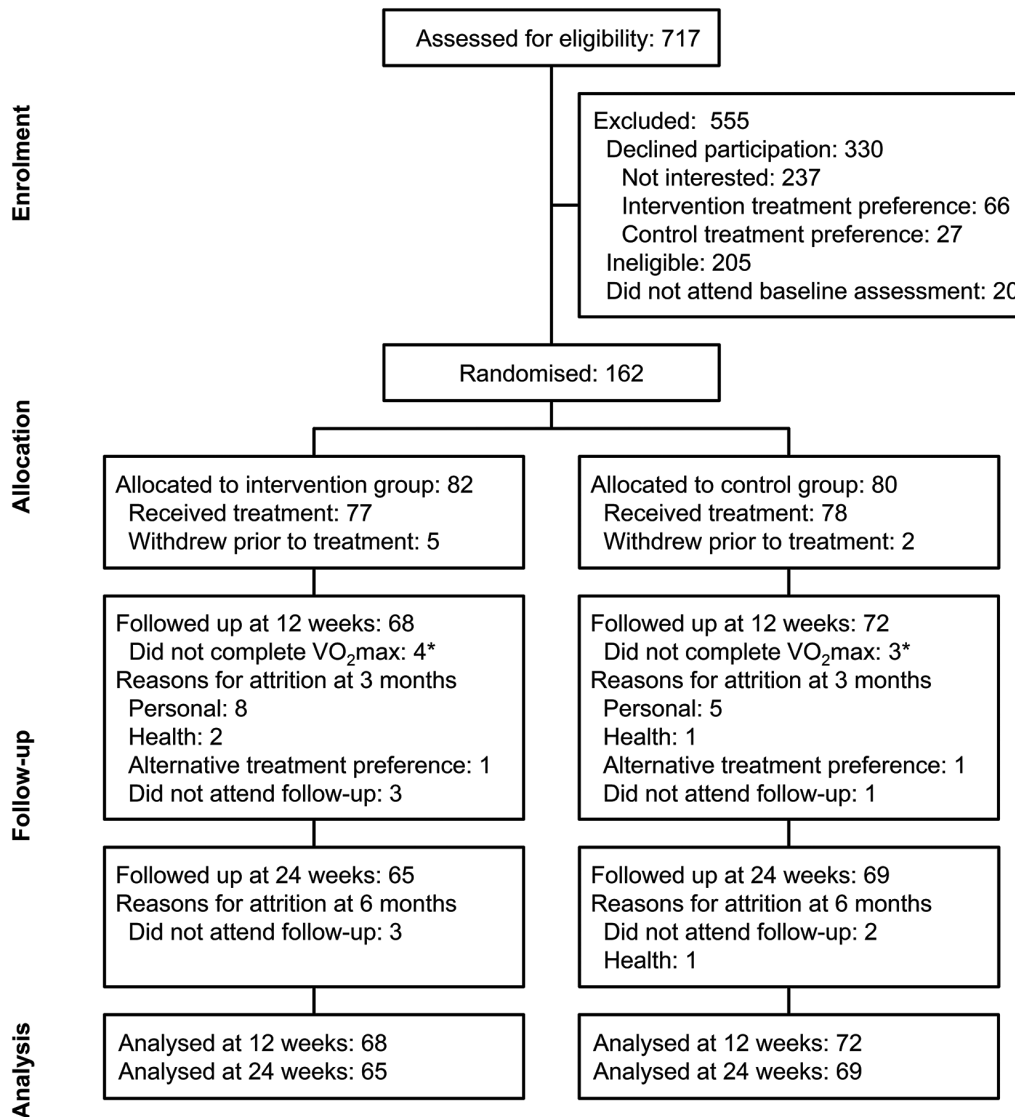 Assessed for eligibility: 717
Enrolment
Excluded:  555
Declined participation: 330
Not interested: 237
Intervention treatment preference: 66
Control treatment preference: 27
Ineligible: 205
Did not attend baseline assessment: 20
Randomised: 162
Allocation
Allocated to intervention group: 82
Received treatment: 77
Withdrew prior to treatment: 5
Allocated to control group: 80
Received treatment: 78
Withdrew prior to treatment: 2
Follow-up
Followed up at 12 weeks: 68
Did not complete VO₂max: 4*
Reasons for attrition at 3 months
Personal: 8
Health: 2
Alternative treatment preference: 1
Did not attend follow-up: 3
Followed up at 12 weeks: 72
Did not complete VO₂max: 3*
Reasons for attrition at 3 months
Personal: 5
Health: 1
Alternative treatment preference: 1
Did not attend follow-up: 1
Followed up at 24 weeks: 65
Reasons for attrition at 6 months
Did not attend follow-up: 3
Followed up at 24 weeks: 69
Reasons for attrition at 6 months
Did not attend follow-up: 2
Health: 1
Analysis
Analysed at 12 weeks: 68
Analysed at 24 weeks: 65
Analysed at 12 weeks: 72
Analysed at 24 weeks: 69